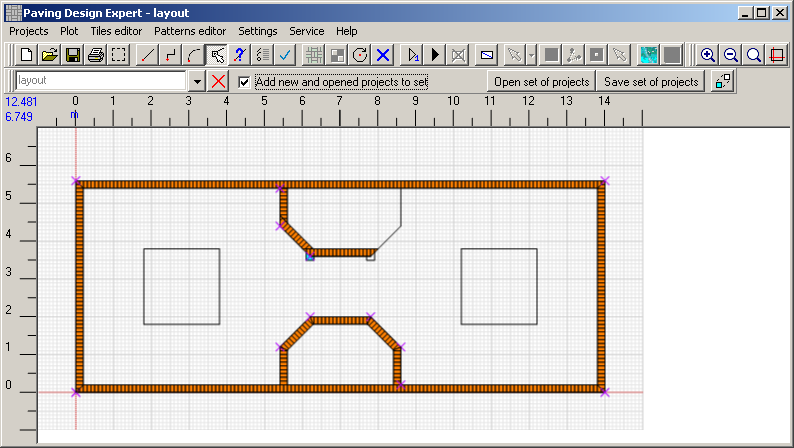 Paving Design Expert - layout
Projects Plot Tiles editor Patterns editor Settings Service Help
layout Add new and opened projects to set Open set of projects Save set of projects
12.481 0 1 2 3 4 5 6 7 8 9 10 11 12 13 14
6.749 m
6
5
4
3
2
1
0